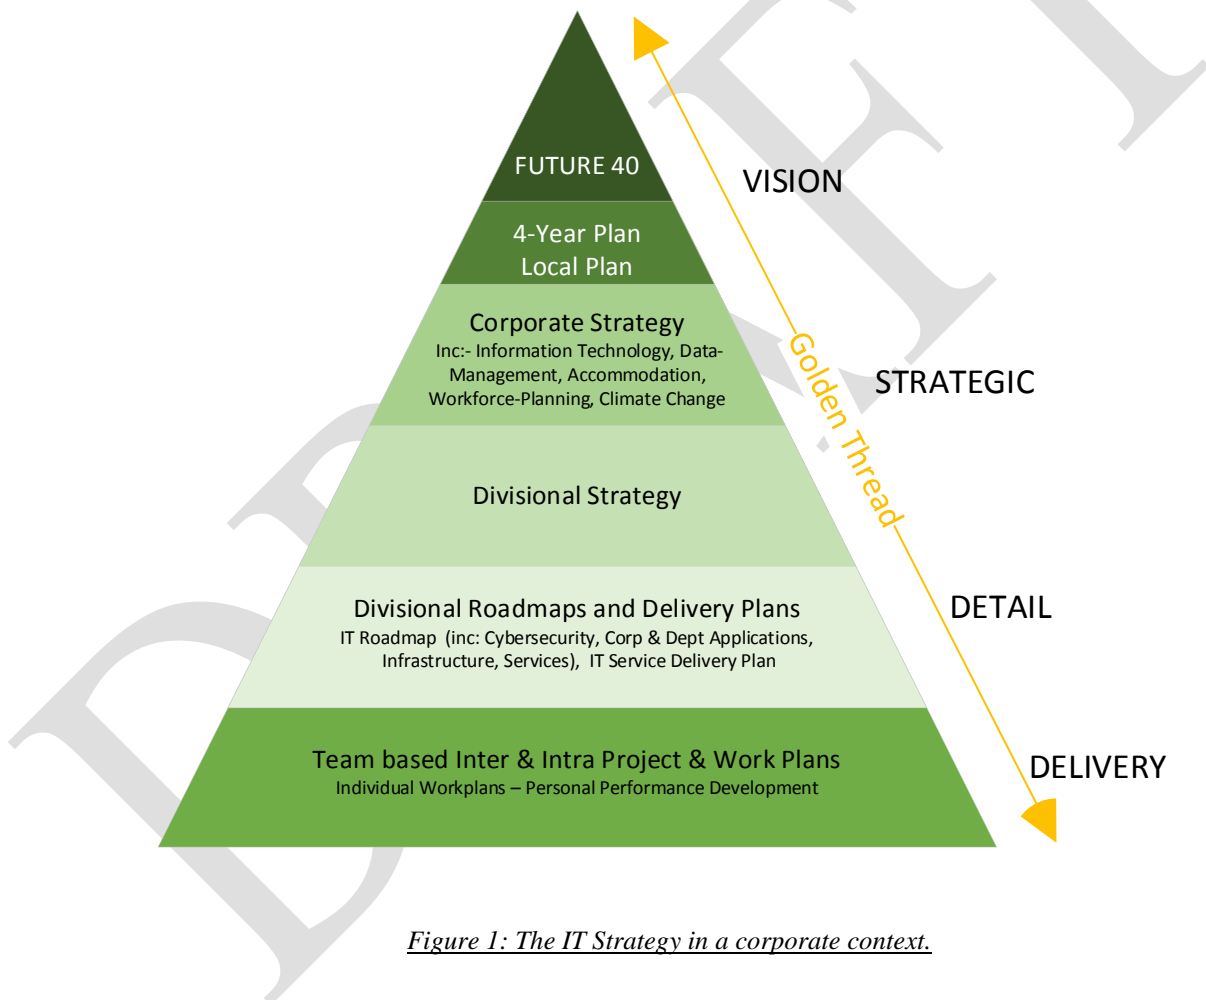 FUTURE 40
VISION
4-Year Plan
Local Plan
Corporate Strategy
Inc:- Information Technology, Data-
Management, Accommodation,
Workforce-Planning, Climate Change
STRATEGIC
Golden Thread
Divisional Strategy
Divisional Roadmaps and Delivery Plans
IT Roadmap (inc: Cybersecurity, Corp & Dept Applications,
Infrastructure, Services), IT Service Delivery Plan
DETAIL
Team based Inter & Intra Project & Work Plans
Individual Workplans – Personal Performance Development
DELIVERY
Figure 1: The IT Strategy in a corporate context.
DRAFT